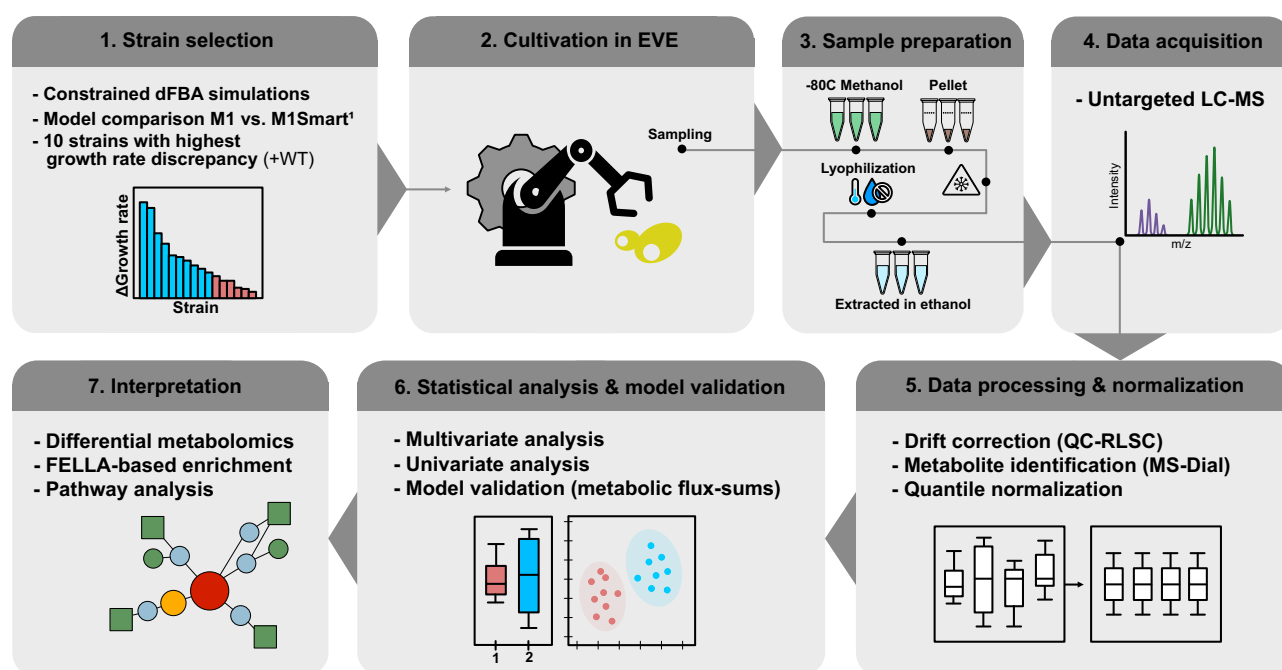 1. Strain selection
- Constrained dFBA simulations
- Model comparison M1 vs. M1Smart¹
- 10 strains with highest
growth rate discrepancy (+WT)
ΔGrowth rate
Strain
2. Cultivation in EVE
Sampling
3. Sample preparation
-80C Methanol
Pellet
Lyophilization
Extracted in ethanol
4. Data acquisition
- Untargeted LC-MS
Intensity
m/z
5. Data processing & normalization
- Drift correction (QC-RLSC)
- Metabolite identification (MS-Dial)
- Quantile normalization
6. Statistical analysis & model validation
- Multivariate analysis
- Univariate analysis
- Model validation (metabolic flux-sums)
1 2
7. Interpretation
- Differential metabolomics
- FELLA-based enrichment
- Pathway analysis